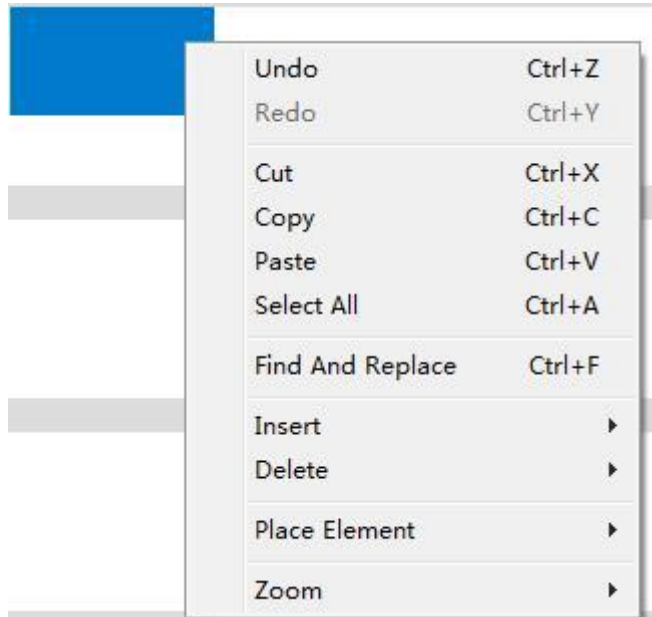 Undo Ctrl+Z
Redo Ctrl+Y
Cut Ctrl+X
Copy Ctrl+C
Paste Ctrl+V
Select All Ctrl+A
Find And Replace Ctrl+F
Insert
Delete
Place Element
Zoom